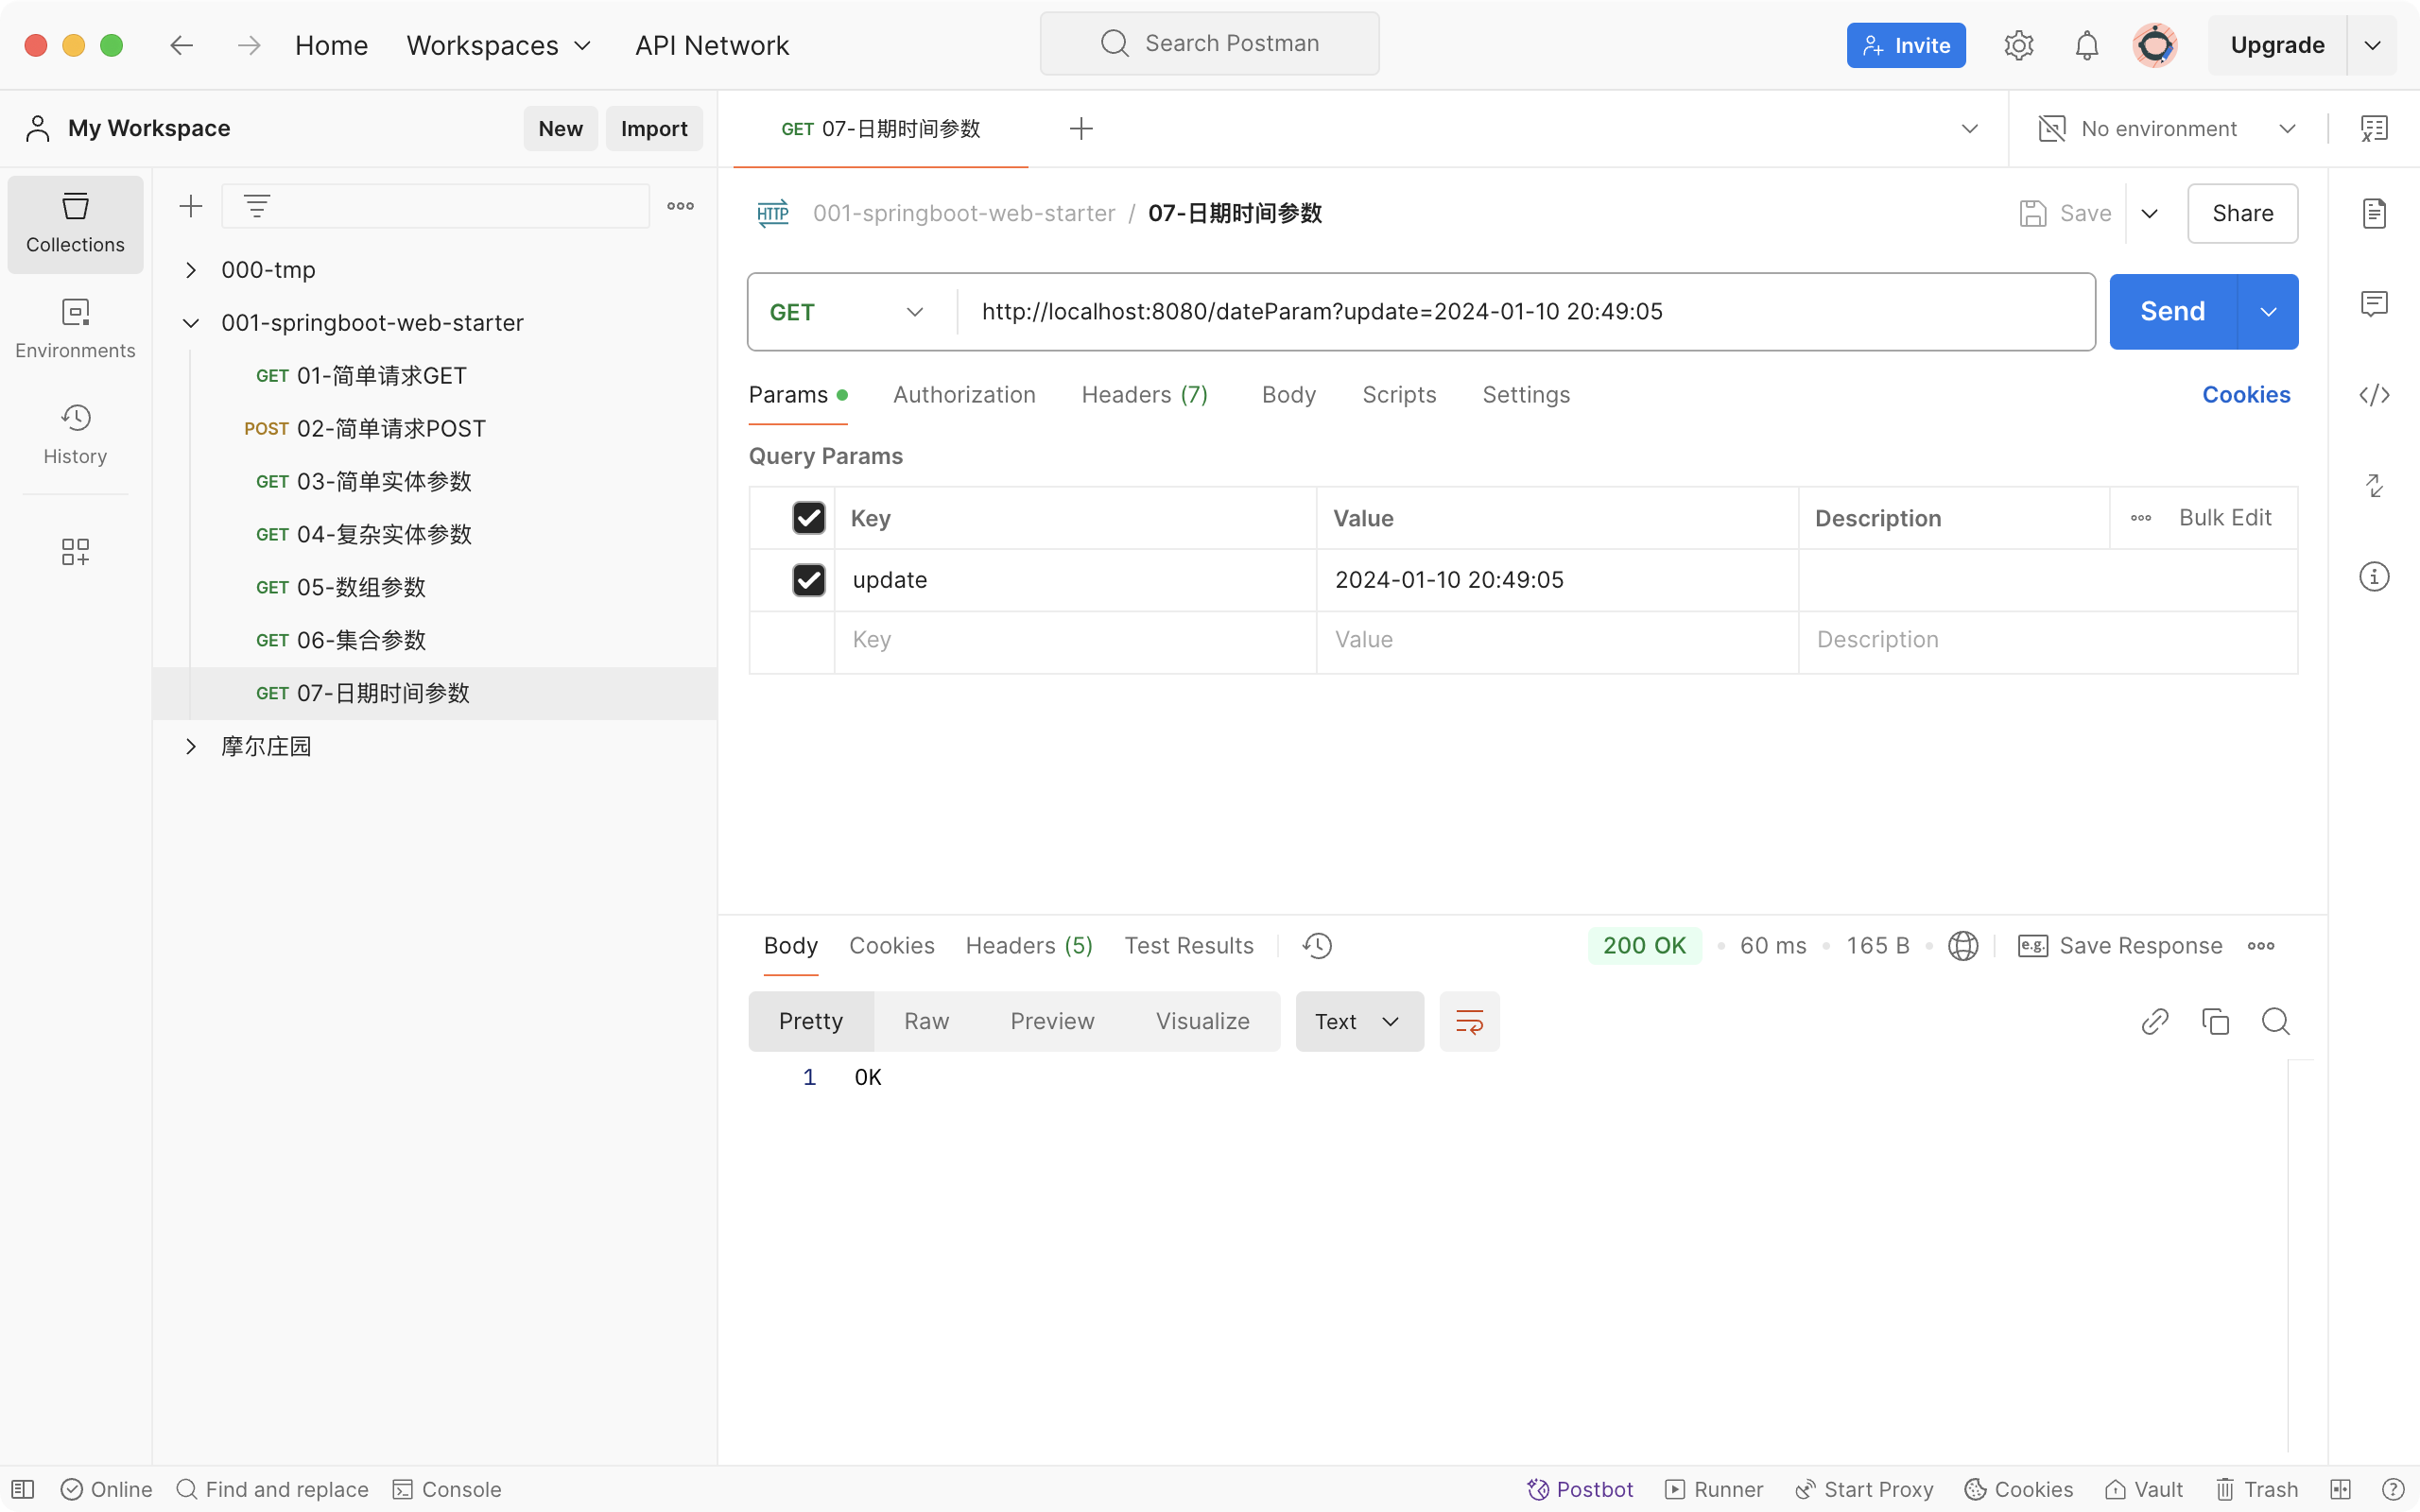 Home Workspaces API Network Search Postman Invite Upgrade
My Workspace New Import GET 07-日期时间参数 No environment
Collections
Environments
History
000-tmp
001-springboot-web-starter
GET 01-简单请求GET
POST 02-简单请求POST
GET 03-简单实体参数
GET 04-复杂实体参数
GET 05-数组参数
GET 06-集合参数
GET 07-日期时间参数
摩尔庄园
HTTP 001-springboot-web-starter / 07-日期时间参数 Save Share
GET http://localhost:8080/dateParam?update=2024-01-10 20:49:05 Send
Params Authorization Headers (7) Body Scripts Settings Cookies
Query Params
Key Value Description Bulk Edit
update 2024-01-10 20:49:05
Key Value Description
Body Cookies Headers (5) Test Results 200 OK 60 ms 165 B e.g. Save Response
Pretty Raw Preview Visualize Text
1 OK
Online Find and replace Console Postbot Runner Start Proxy Cookies Vault Trash